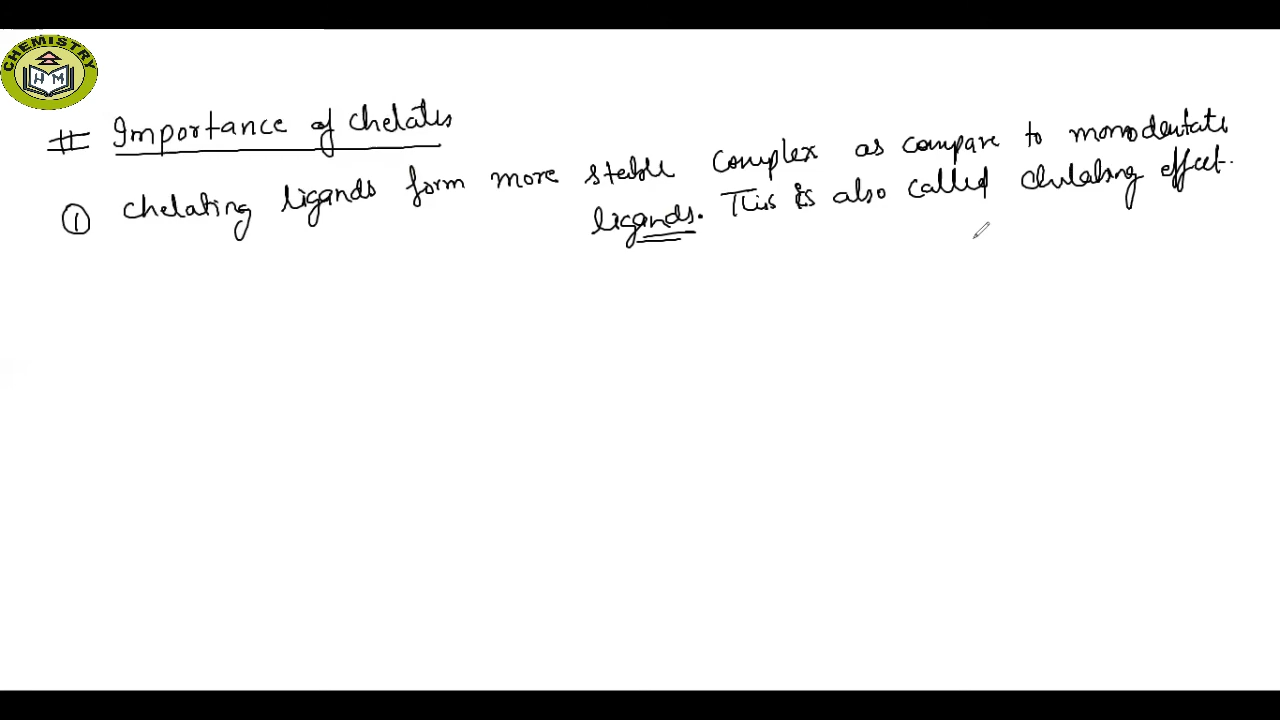 CHEMISTRY
HM
# Importance of chelates
① chelating ligands form more stable complex as compare to monodentate
ligands. This is also called chelating effect.